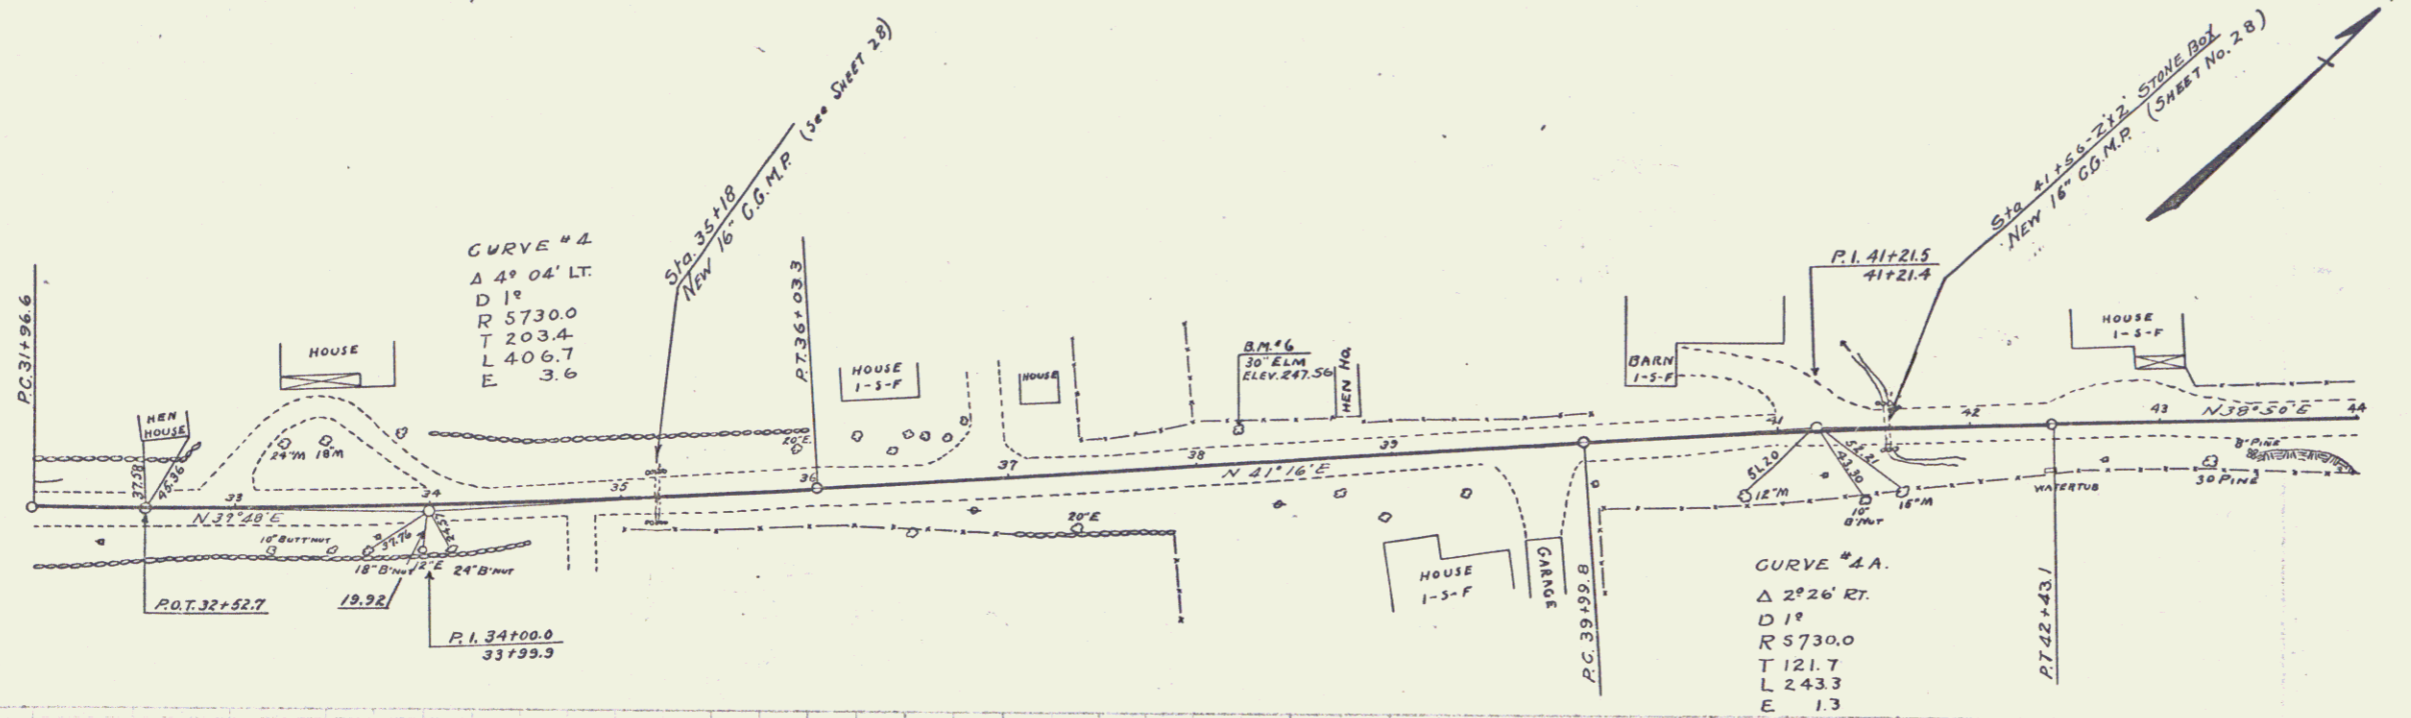 P.C. 31+96.6
HEN
HOUSE
37.58
45.36
HOUSE
24"M 18"M
33
N 39°48'E
34
10" BUTTNUT
37.76
18" B'NUT
12"E
24" B'NUT
P.O.T. 32+52.7
19.92
P.I. 34+00.0
33+99.9
CURVE #4
Δ 4° 04' LT.
D 1°
R 5730.0
T 203.4
L 406.7
E 3.6
Sta. 35+18
NEW 16" C.G.M.P. (See SHEET 28)
35
P.T. 36+03.3
20"E.
36
HOUSE
1-S-F
HOUSE
37
38
N 41°16'E
20"E
B.M. #6
30" ELM
ELEV. 247.56
HEN HO.
39
HOUSE
1-S-F
GARAGE
P.C. 39+99.8
BARN
1-S-F
P.I. 41+21.5
41+21.4
41
51.20
43.30
52.21
12"M
10"
B'NUT
15"M
Sta 41+56-2'x2' STONE BOX
NEW 16" C.G.M.P. (SHEET No. 28)
42
HOUSE
1-S-F
43
N 38°50'E
44
8" PINE
WATERTUB
30 PINE
CURVE #4A.
Δ 2°26' RT.
D 1°
R 5730.0
T 121.7
L 243.3
E 1.3
P.T 42+43.1